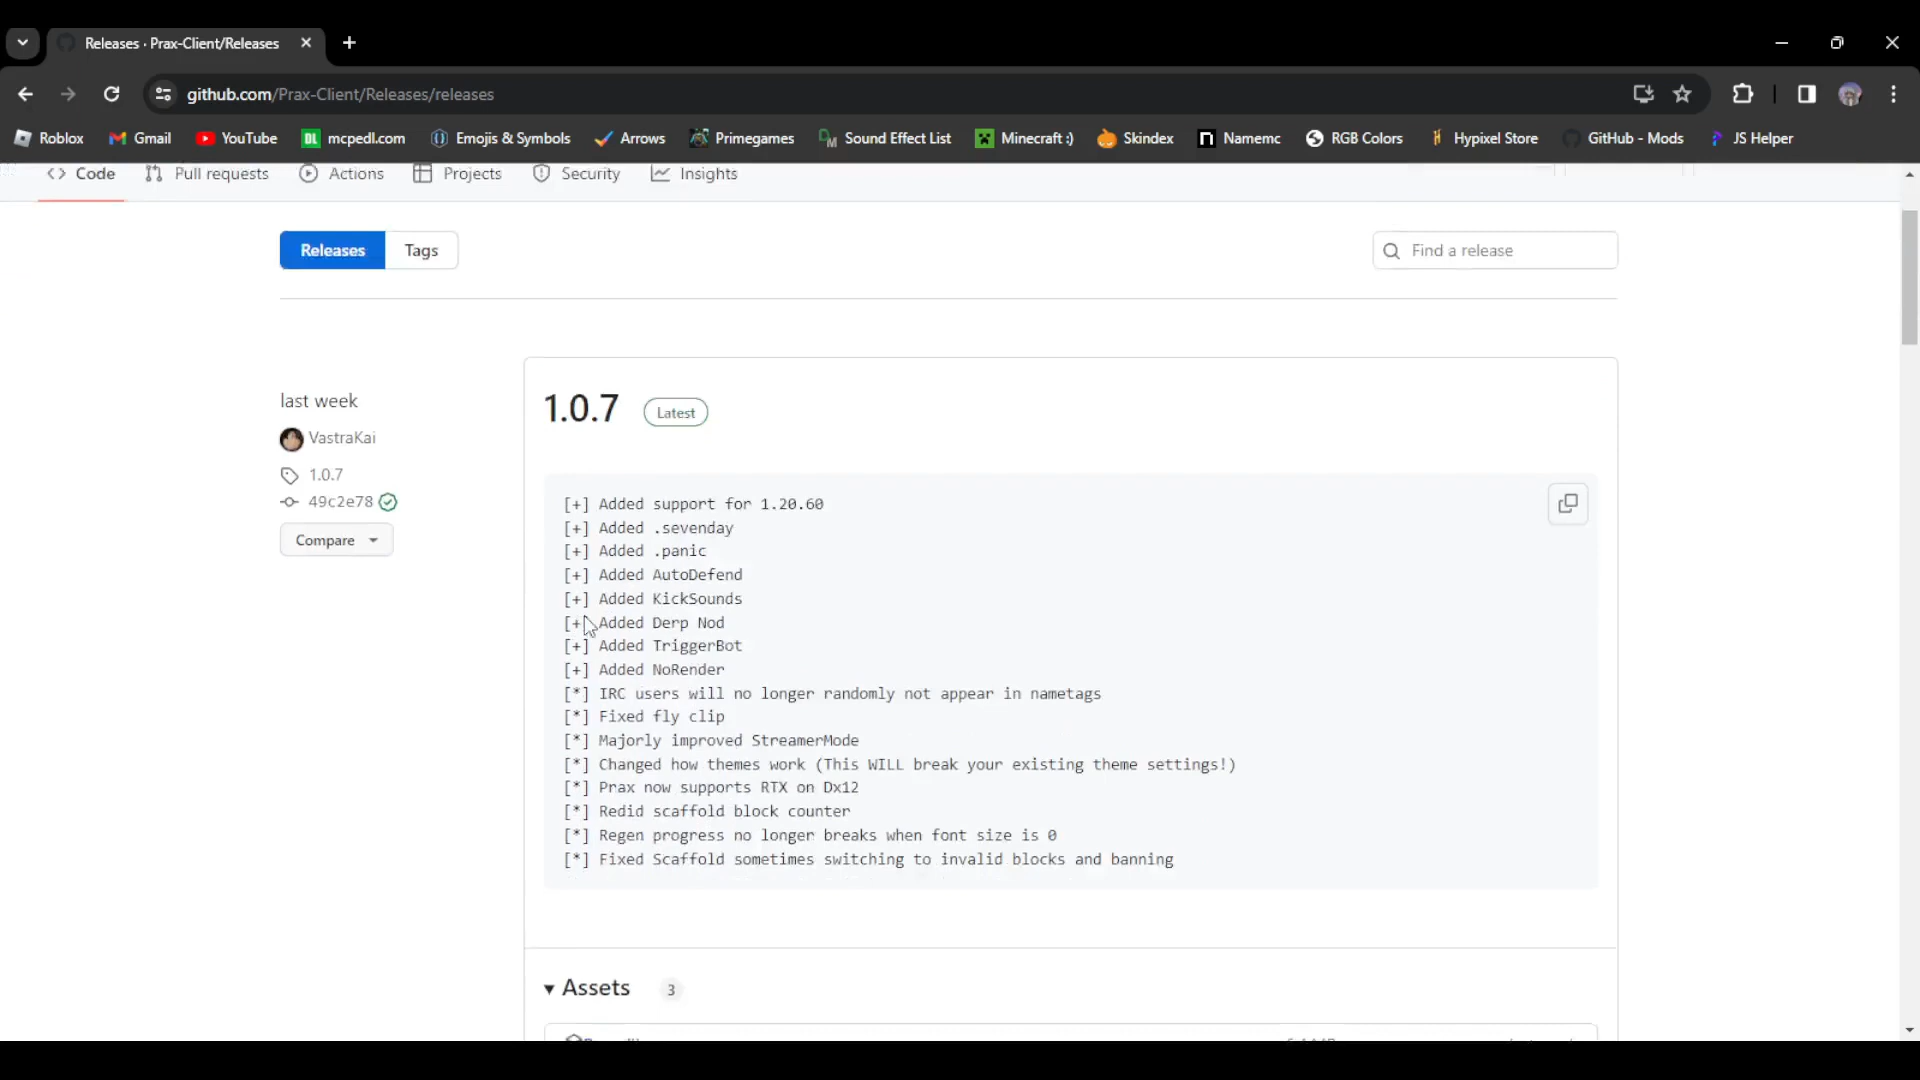 Releases · Prax-Client/Releases
github.com/Prax-Client/Releases/releases
Roblox Gmail YouTube DL mcpedl.com Emojis & Symbols Arrows Primegames Sound Effect List Minecraft :) Skindex Namemc RGB Colors Hypixel Store GitHub - Mods JS Helper
Code Pull requests Actions Projects Security Insights
Releases Tags Find a release
last week
VastraKai
1.0.7
49c2e78
Compare
1.0.7 Latest
[+] Added support for 1.20.60
[+] Added .sevenday
[+] Added .panic
[+] Added AutoDefend
[+] Added KickSounds
[+] Added Derp Nod
[+] Added TriggerBot
[+] Added NoRender
[*] IRC users will no longer randomly not appear in nametags
[*] Fixed fly clip
[*] Majorly improved StreamerMode
[*] Changed how themes work (This WILL break your existing theme settings!)
[*] Prax now supports RTX on Dx12
[*] Redid scaffold block counter
[*] Regen progress no longer breaks when font size is 0
[*] Fixed Scaffold sometimes switching to invalid blocks and banning
Assets 3